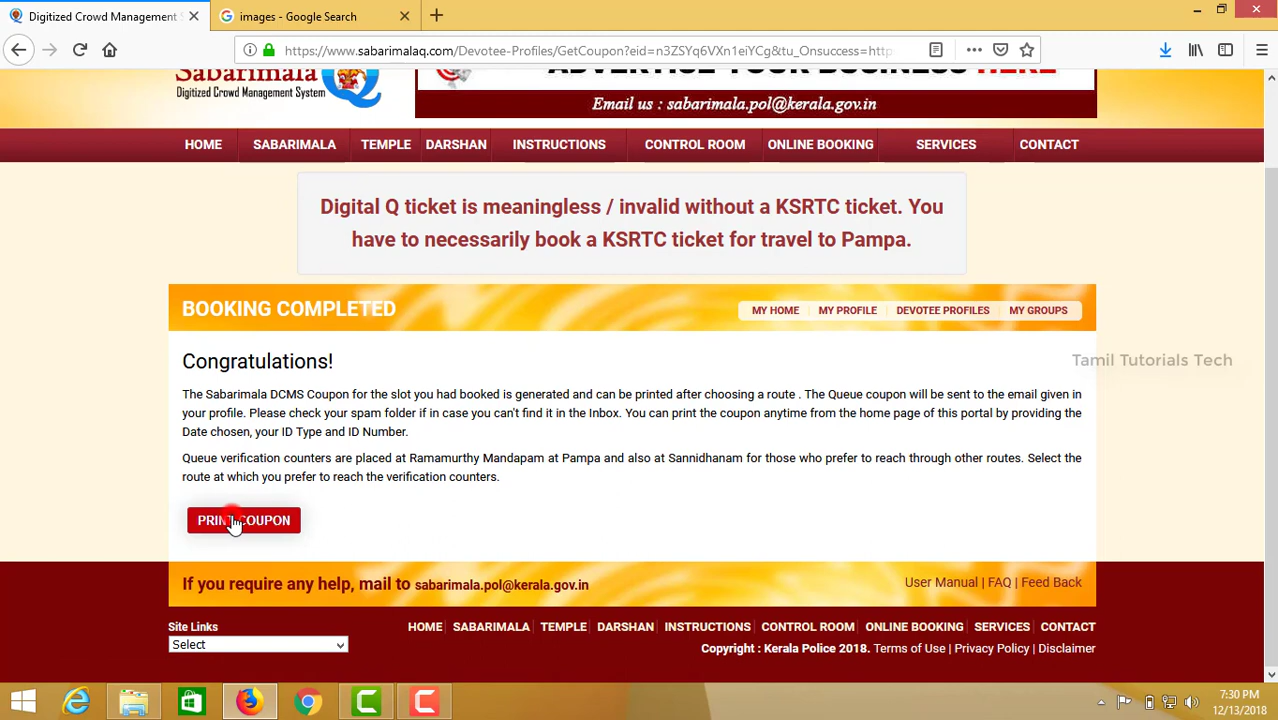 Digitized Crowd Management S
images - Google Search
https://www.sabarimalaq.com/Devotee-Profiles/GetCoupon?eid=n3ZSYq6VXn1eiYCg&tu_Onsuccess=http
Sabarimala
Digitized Crowd Management System
ADVERTISE YOUR BUSINESS HERE
Email us : sabarimala.pol@kerala.gov.in
HOME SABARIMALA TEMPLE DARSHAN INSTRUCTIONS CONTROL ROOM ONLINE BOOKING SERVICES CONTACT
Digital Q ticket is meaningless / invalid without a KSRTC ticket. You
have to necessarily book a KSRTC ticket for travel to Pampa.
BOOKING COMPLETED
MY HOME MY PROFILE DEVOTEE PROFILES MY GROUPS
Congratulations!
Tamil Tutorials Tech
The Sabarimala DCMS Coupon for the slot you had booked is generated and can be printed after choosing a route . The Queue coupon will be sent to the email given in
your profile. Please check your spam folder if in case you can't find it in the Inbox. You can print the coupon anytime from the home page of this portal by providing the
Date chosen, your ID Type and ID Number.
Queue verification counters are placed at Ramamurthy Mandapam at Pampa and also at Sannidhanam for those who prefer to reach through other routes. Select the
route at which you prefer to reach the verification counters.
PRINT COUPON
If you require any help, mail to sabarimala.pol@kerala.gov.in
User Manual | FAQ | Feed Back
Site Links
Select
HOME SABARIMALA TEMPLE DARSHAN INSTRUCTIONS CONTROL ROOM ONLINE BOOKING SERVICES CONTACT
Copyright : Kerala Police 2018. Terms of Use | Privacy Policy | Disclaimer
7:30 PM
12/13/2018